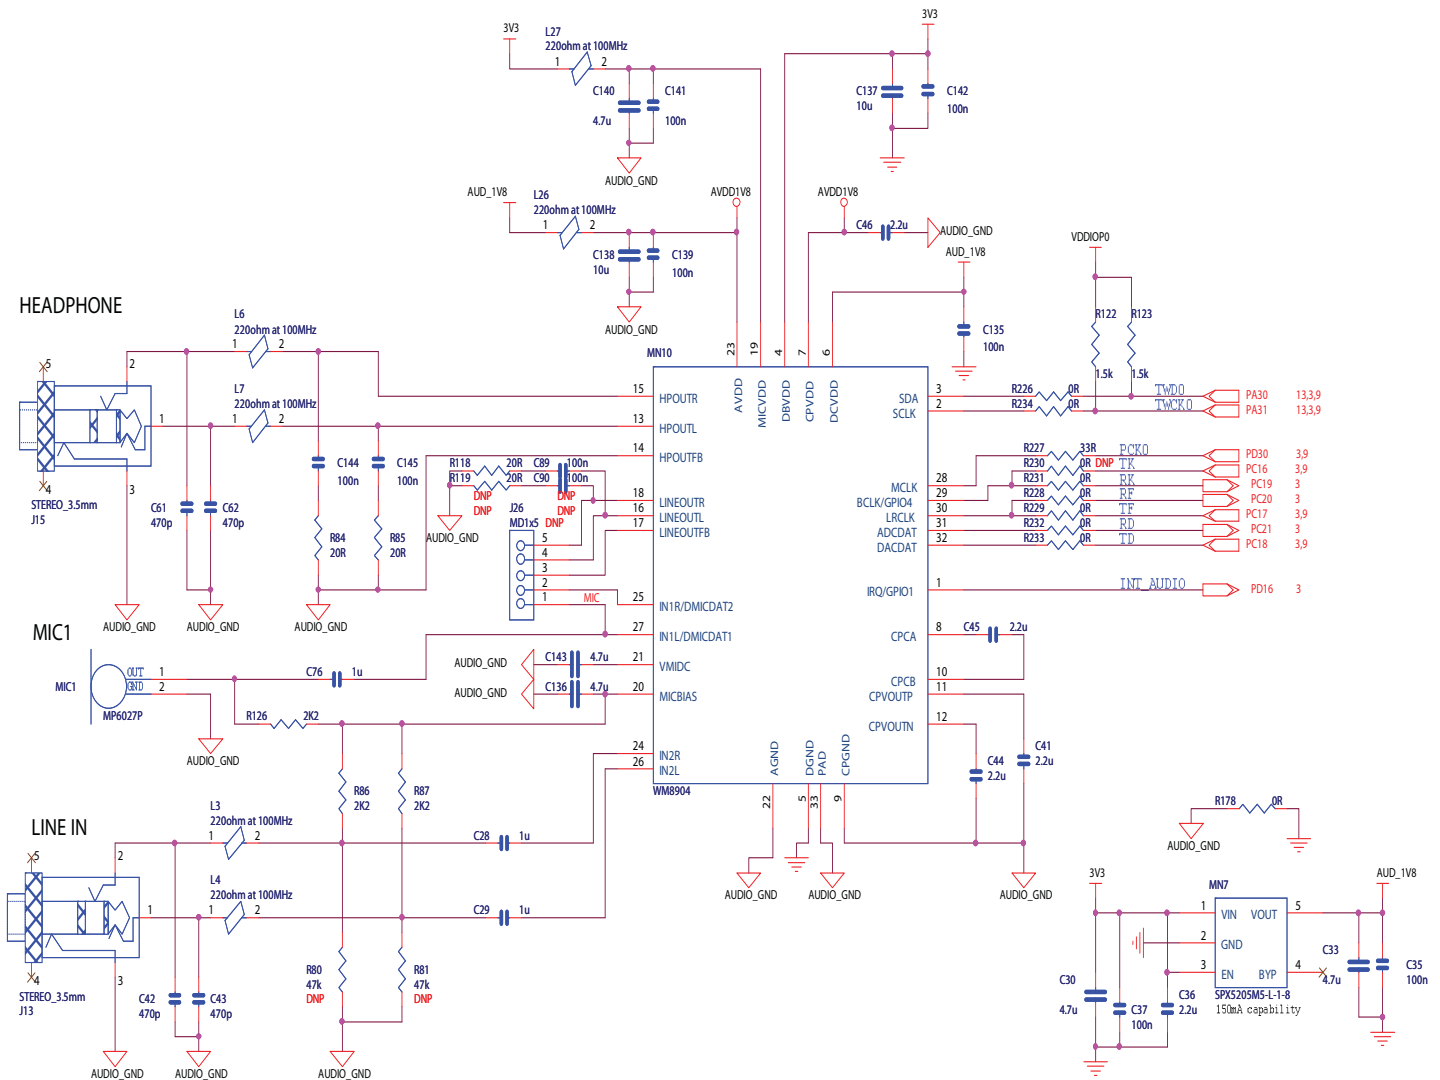 3V3
L27
220ohm at 100MHz
1 2
C140
4.7u
C141
100n
AUDIO_GND
3V3
C137
10u
C142
100n
AUD_1V8
L26
220ohm at 100MHz
1 2
AVDD1V8
C138
10u
C139
100n
AUDIO_GND
AVDD1V8
C46 2.2u
AUDIO_GND
AUD_1V8
C135
100n
VDDIOP0
R122
1.5k
R123
1.5k
HEADPHONE
L6
220ohm at 100MHz
1 2
L7
220ohm at 100MHz
1 2
5
2
1
4
3
STEREO_3.5mm
J15
C61
470p
C62
470p
C144
100n
C145
100n
R84
20R
R85
20R
AUDIO_GND
AUDIO_GND
AUDIO_GND
R118 20R C89 100n
R119 20R C90 100n
DNP DNP
DNP DNP
AUDIO_GND
J26
MD1x5 DNP
5
4
3
2
1
MIC
MN10
23
19
4
7
6
AVDD
MICVDD
DBVDD
CPVDD
DCVDD
15 HPOUTR
13 HPOUTL
14 HPOUTFB
18 LINEOUTR
16 LINEOUTL
17 LINEOUTFB
25 IN1R/DMICDAT2
27 IN1L/DMICDAT1
21 VMIDC
20 MICBIAS
24 IN2R
26 IN2L
SDA 3
SCLK 2
MCLK 28
BCLK/GPIO4 29
LRCLK 30
ADCDAT 31
DACDAT 32
IRQ/GPIO1 1
CPCA 8
CPCB 10
CPVOUTP 11
CPVOUTN 12
AGND
DGND
PAD
CPGND
22
5
33
9
WM8904
R226 0R TWD0 PA30 13,3,9
R234 0R TWCK0 PA31 13,3,9
R227 33R PCK0 PD30 3,9
R230 0R DNP TK PC16 3,9
R231 0R RK PC19 3
R228 0R RF PC20 3
R229 0R TF PC17 3,9
R232 0R RD PC21 3
R233 0R TD PC18 3,9
INT_AUDIO PD16 3
C45 2.2u
C44
2.2u
C41
2.2u
AUDIO_GND
AUDIO_GND
AUDIO_GND
MIC1
OUT 1
GND 2
MIC1
MP6027P
AUDIO_GND
C76 1u
R126 2K2
AUDIO_GND C143 4.7u
AUDIO_GND C136 4.7u
R86
2K2
R87
2K2
LINE IN
L3
220ohm at 100MHz
1 2
L4
220ohm at 100MHz
1 2
5
2
1
4
3
STEREO_3.5mm
J13
C42
470p
C43
470p
C28 1u
C29 1u
R80
47k
DNP
R81
47k
DNP
AUDIO_GND
AUDIO_GND
AUDIO_GND
R178 0R
AUDIO_GND
3V3
MN7
AUD_1V8
1 VIN VOUT 5
2 GND
3 EN BYP 4
SPX5205M5-L-1-8
150mA capability
C30
4.7u
C37
100n
C36
2.2u
C33
4.7u
C35
100n